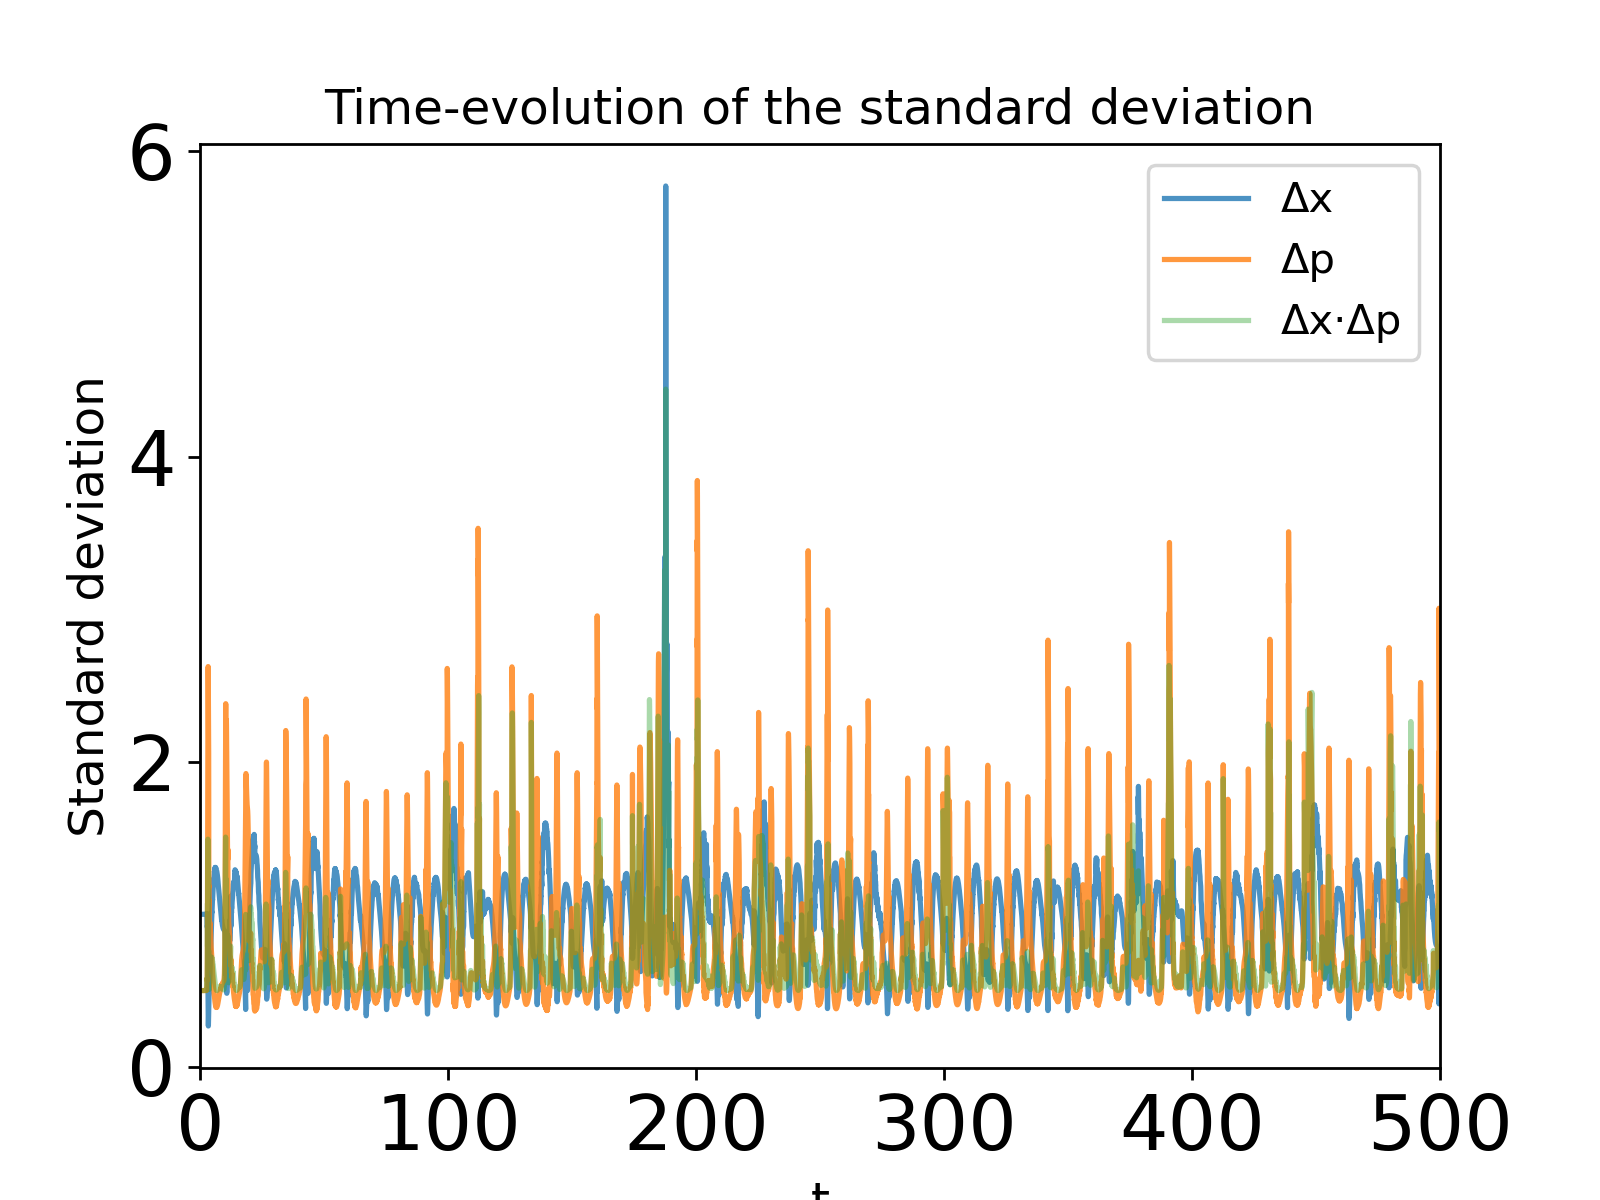 Time-evolution of the standard deviation
Standard deviation
6
4
2
0
Δx
Δp
Δx·Δp
0 100 200 300 400 500
t